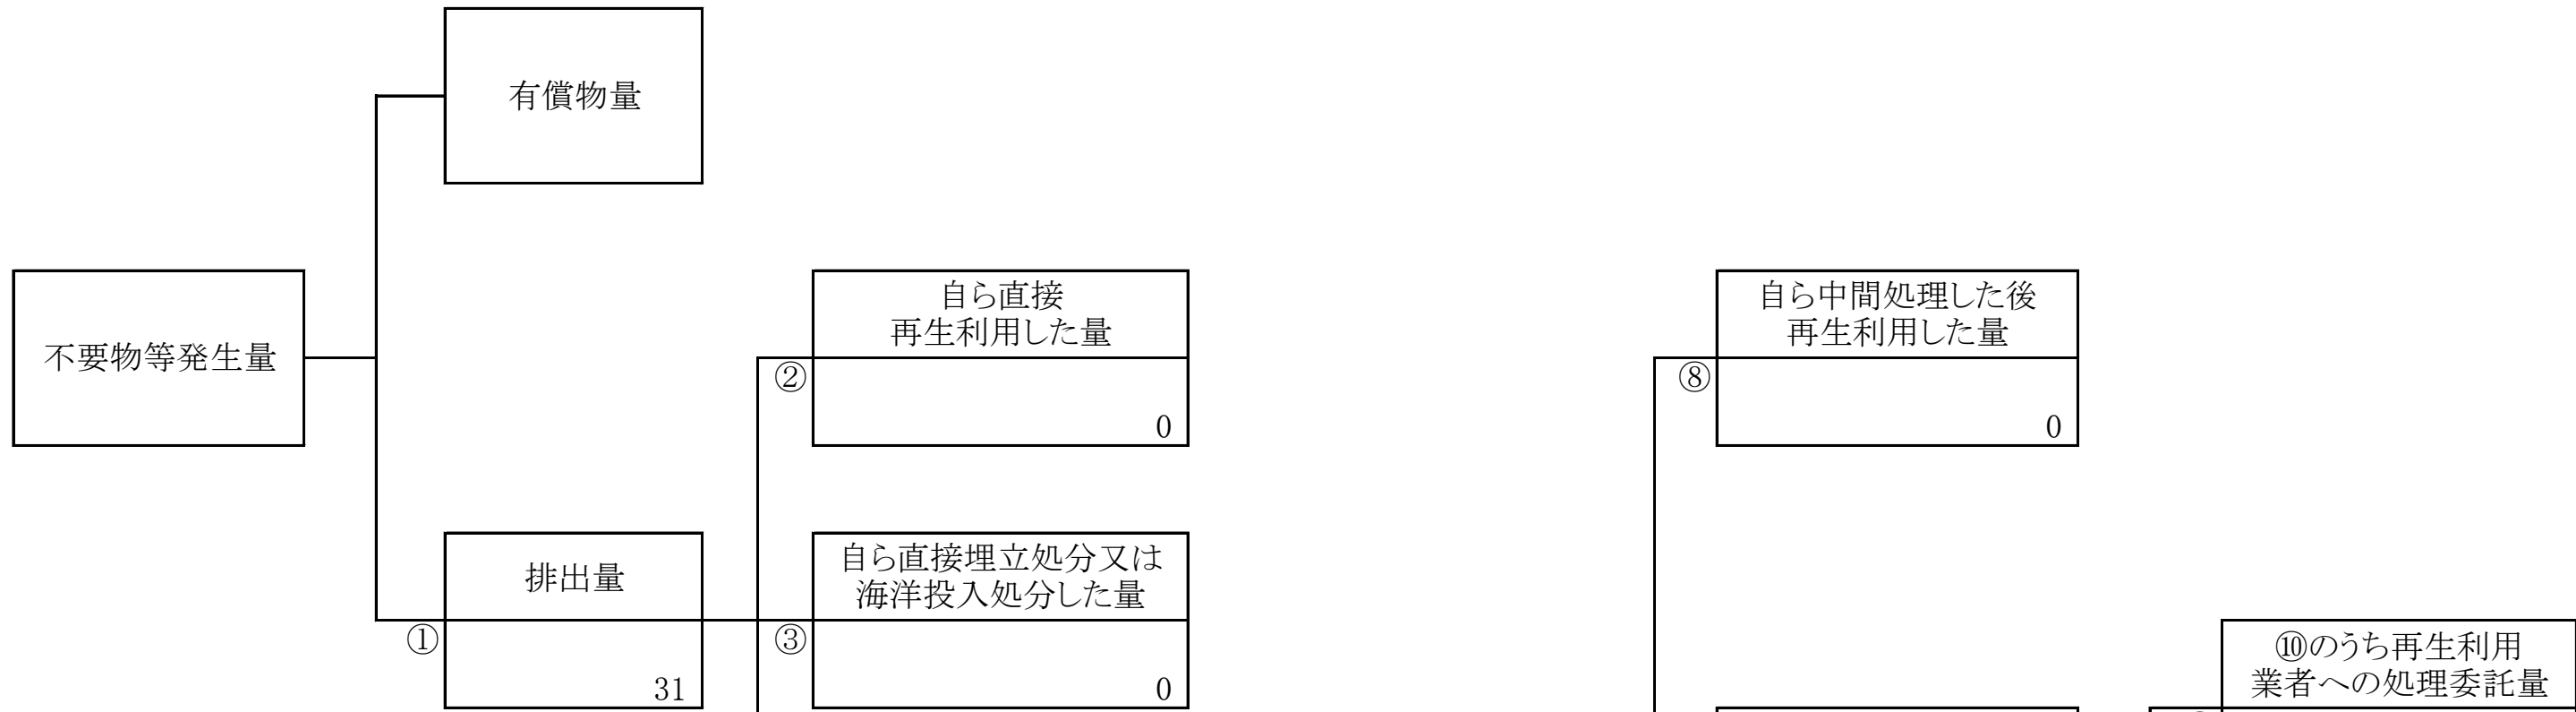 有償物量
不要物等発生量
自ら直接
再生利用した量
②
0
自ら中間処理した後
再生利用した量
⑧
0
排出量
①
31
自ら直接埋立処分又は
海洋投入処分した量
③
0
⑩のうち再生利用
業者への処理委託量